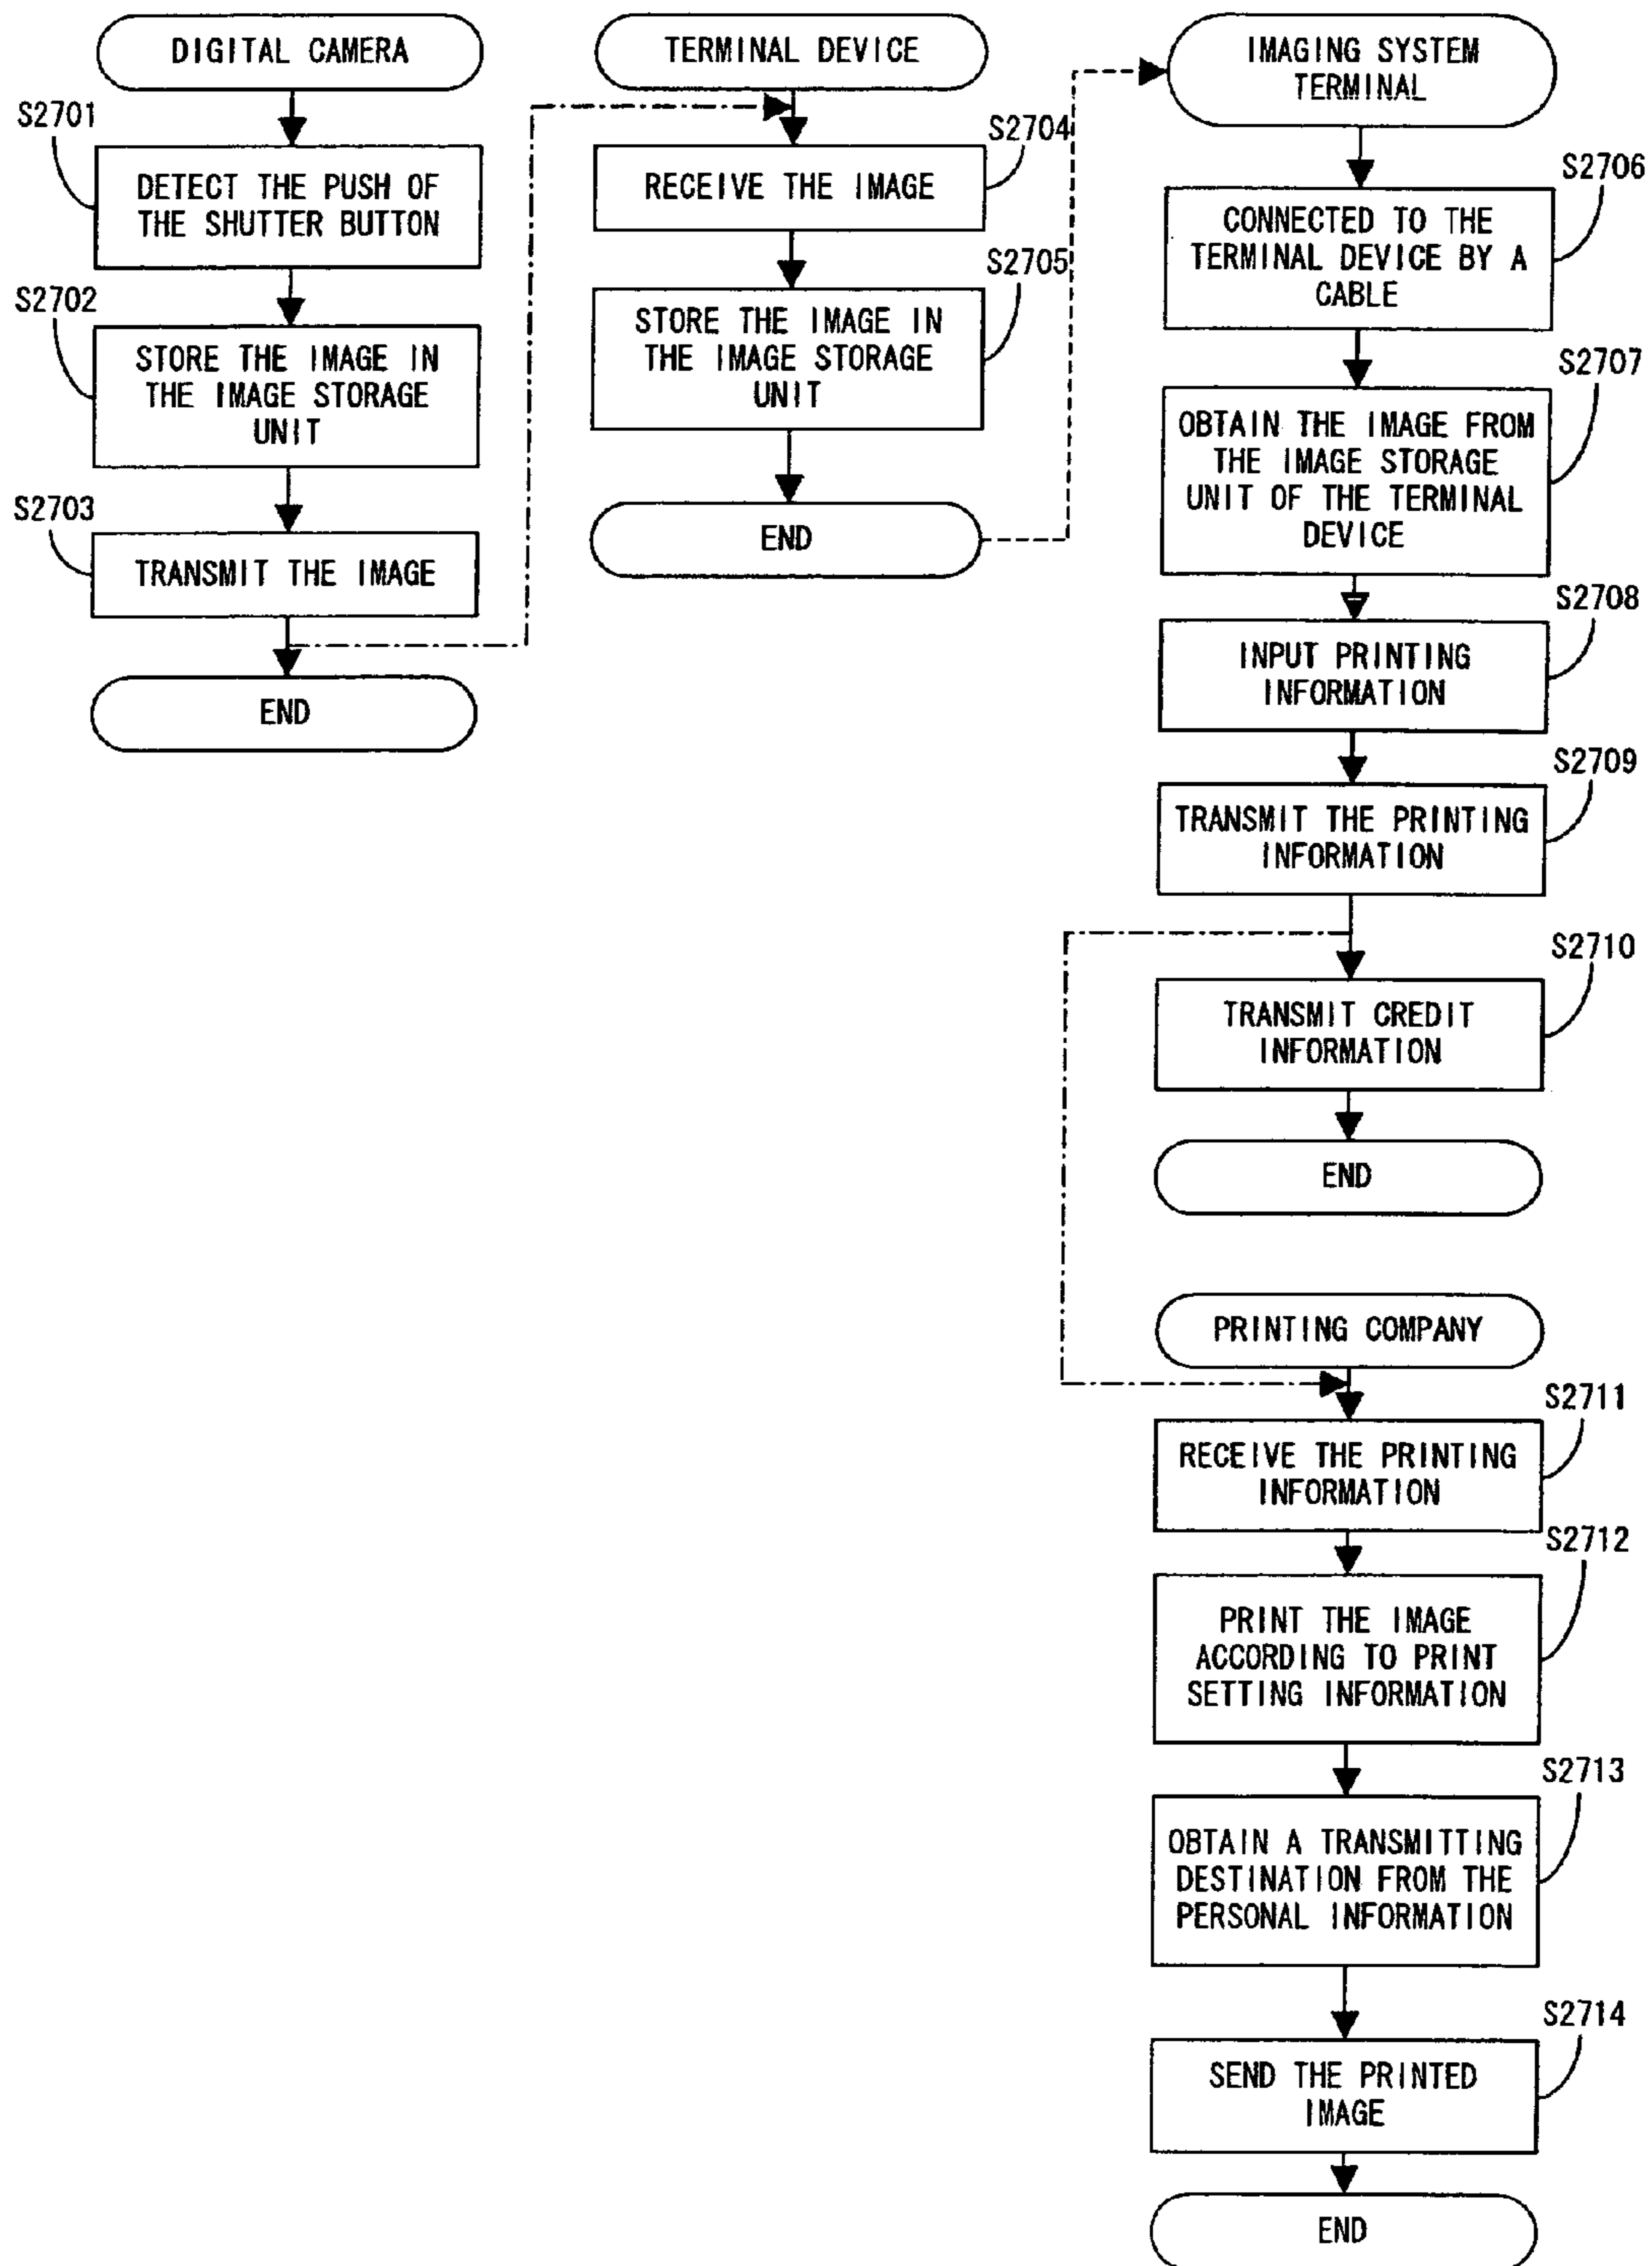 DIGITAL CAMERA
S2701
DETECT THE PUSH OF
THE SHUTTER BUTTON
S2702
STORE THE IMAGE IN
THE IMAGE STORAGE
UNIT
S2703
TRANSMIT THE IMAGE
END
TERMINAL DEVICE
S2704
RECEIVE THE IMAGE
S2705
STORE THE IMAGE IN
THE IMAGE STORAGE
UNIT
END
IMAGING SYSTEM
TERMINAL
S2706
CONNECTED TO THE
TERMINAL DEVICE BY A
CABLE
S2707
OBTAIN THE IMAGE FROM
THE IMAGE STORAGE
UNIT OF THE TERMINAL
DEVICE
S2708
INPUT PRINTING
INFORMATION
S2709
TRANSMIT THE PRINTING
INFORMATION
S2710
TRANSMIT CREDIT
INFORMATION
END
PRINTING COMPANY
S2711
RECEIVE THE PRINTING
INFORMATION
S2712
PRINT THE IMAGE
ACCORDING TO PRINT
SETTING INFORMATION
S2713
OBTAIN A TRANSMITTING
DESTINATION FROM THE
PERSONAL INFORMATION
S2714
SEND THE PRINTED
IMAGE
END